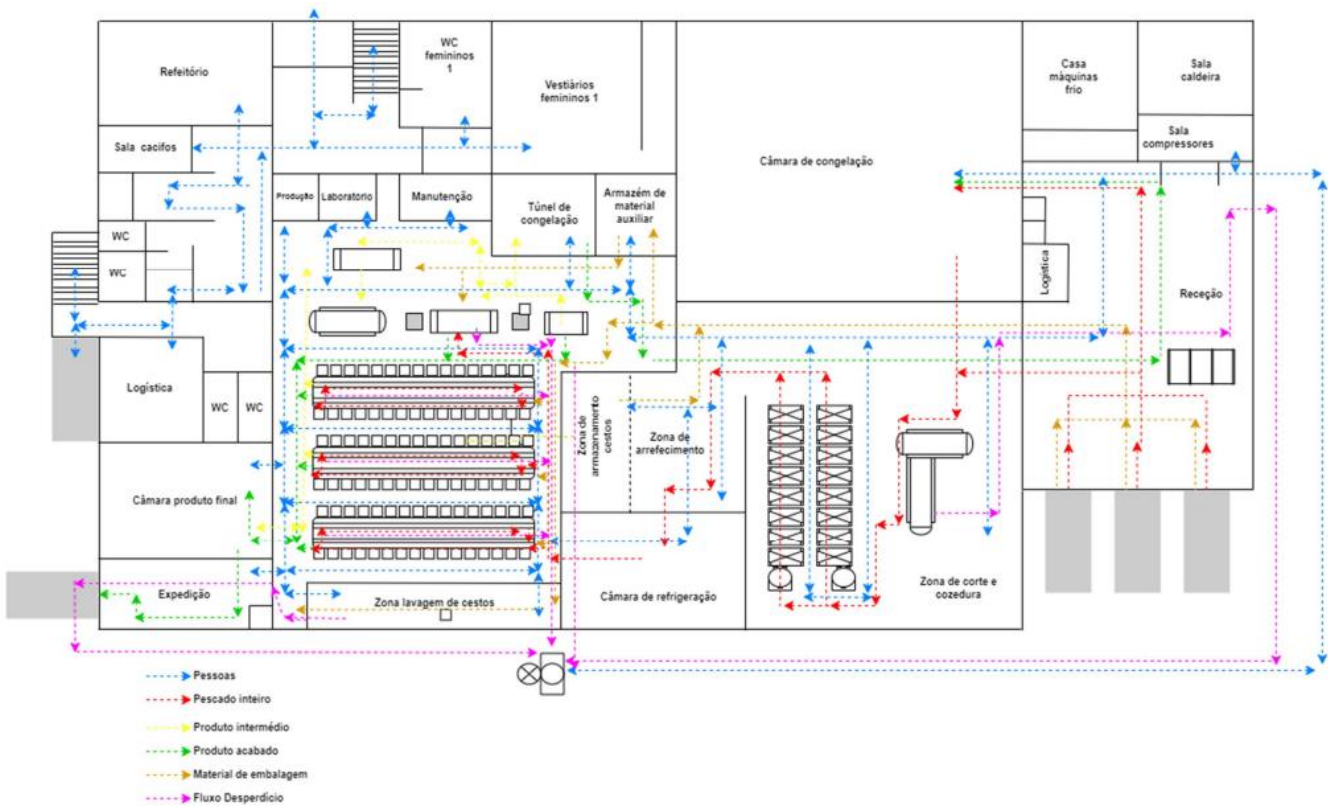 Refeitório
WC
femininos
1
Vestiários
femininos 1
Casa
màquinas
frio
Sala
caldeira
Sala cacifos
Sala
compressores
Câmara de congelação
Produção
Laboratório
Manutenção
Túnel de
congelação
Armazém de
material
auxiliar
WC
WC
Logística
Receção
Logística
WC
WC
Zona de
armazenamento
cestos
Zona de
arrefecimento
Câmara produto final
Expedição
Zona lavagem de cestos
Câmara de refrigeração
Zona de corte e
cozedura
Pessoas
Pescado inteiro
Produto intermédio
Produto acabado
Material de embalagem
Fluxo Desperdício